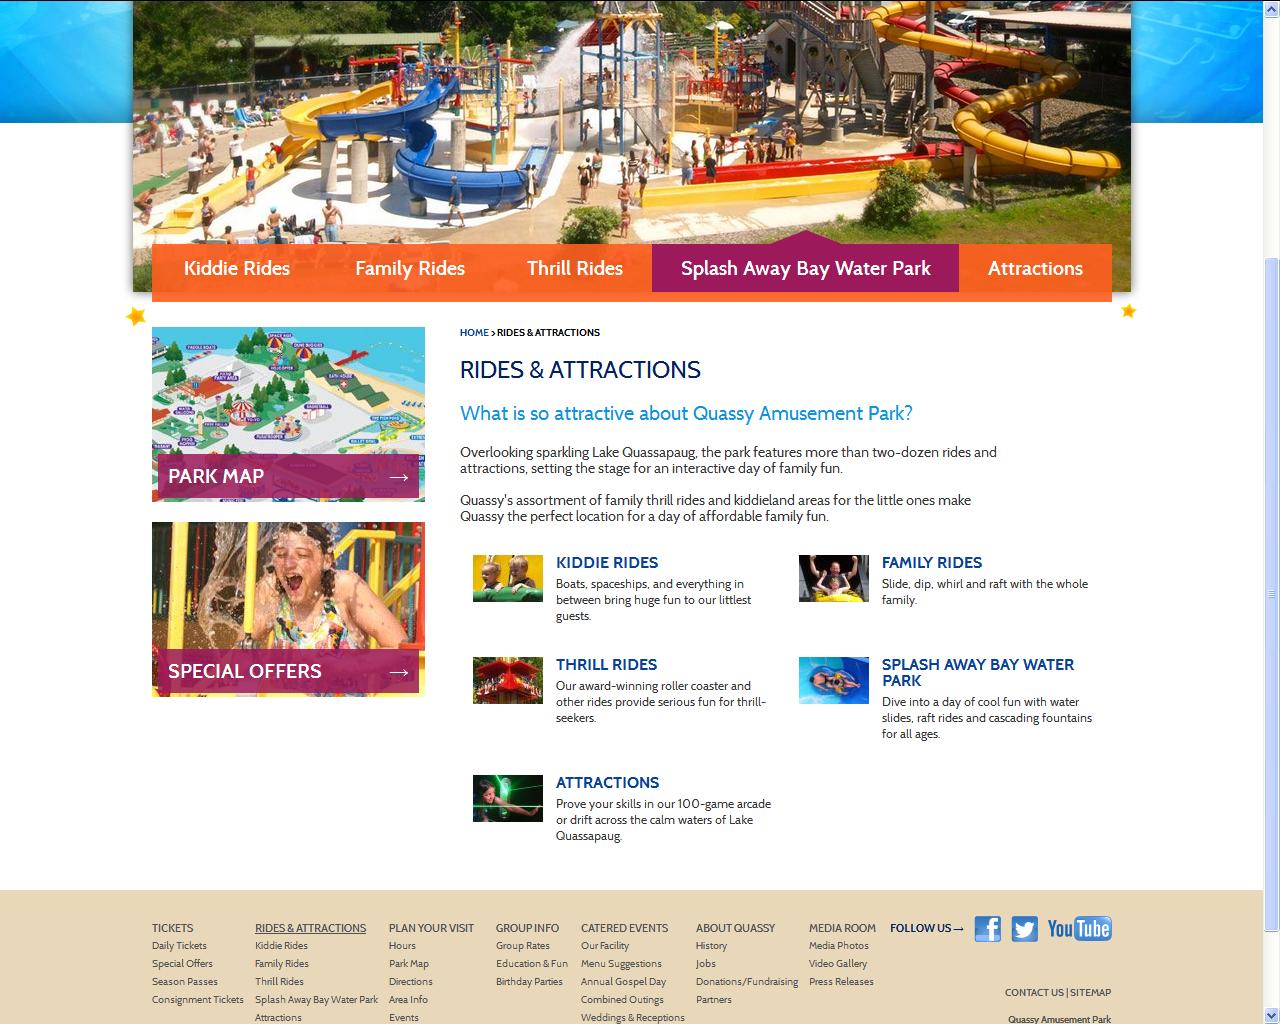 Kiddie Rides
Family Rides
Thrill Rides
Splash Away Bay Water Park
Attractions
PARK MAP →
SPECIAL OFFERS →
HOME > RIDES & ATTRACTIONS
RIDES & ATTRACTIONS
What is so attractive about Quassy Amusement Park?
Overlooking sparkling Lake Quassapaug, the park features more than two-dozen rides and
attractions, setting the stage for an interactive day of family fun.
Quassy's assortment of family thrill rides and kiddieland areas for the little ones make
Quassy the perfect location for a day of affordable family fun.
KIDDIE RIDES
Boats, spaceships, and everything in
between bring huge fun to our littlest
guests.
FAMILY RIDES
Slide, dip, whirl and raft with the whole
family.
THRILL RIDES
Our award-winning roller coaster and
other rides provide serious fun for thrill-
seekers.
SPLASH AWAY BAY WATER
PARK
Dive into a day of cool fun with water
slides, raft rides and cascading fountains
for all ages.
ATTRACTIONS
Prove your skills in our 100-game arcade
or drift across the calm waters of Lake
Quassapaug.
TICKETS
Daily Tickets
Special Offers
Season Passes
Consignment Tickets
RIDES & ATTRACTIONS
Kiddie Rides
Family Rides
Thrill Rides
Splash Away Bay Water Park
Attractions
PLAN YOUR VISIT
Hours
Park Map
Directions
Area Info
Events
GROUP INFO
Group Rates
Education & Fun
Birthday Parties
CATERED EVENTS
Our Facility
Menu Suggestions
Annual Gospel Day
Combined Outings
Weddings & Receptions
ABOUT QUASSY
History
Jobs
Donations/Fundraising
Partners
MEDIA ROOM
Media Photos
Video Gallery
Press Releases
FOLLOW US →
YouTube
CONTACT US | SITEMAP
Quassy Amusement Park